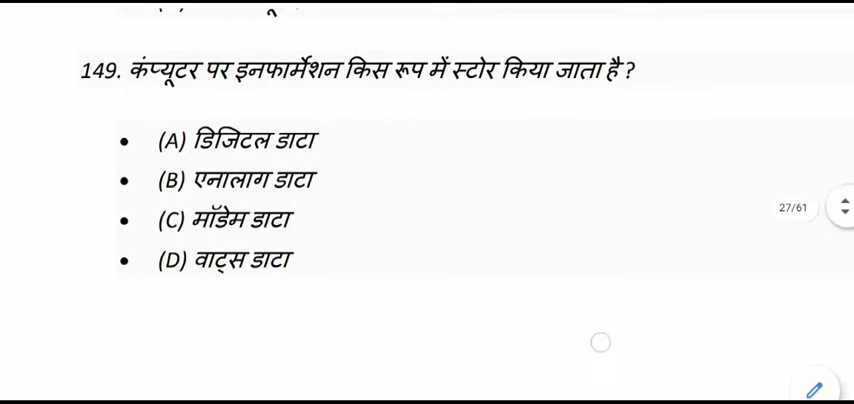 149. कंप्यूटर पर इनफार्मेशन किस रूप में स्टोर किया जाता है?
• (A) डिजिटल डाटा
• (B) एनालाग डाटा
• (C) मॉडेम डाटा
• (D) वाट्स डाटा
27/61